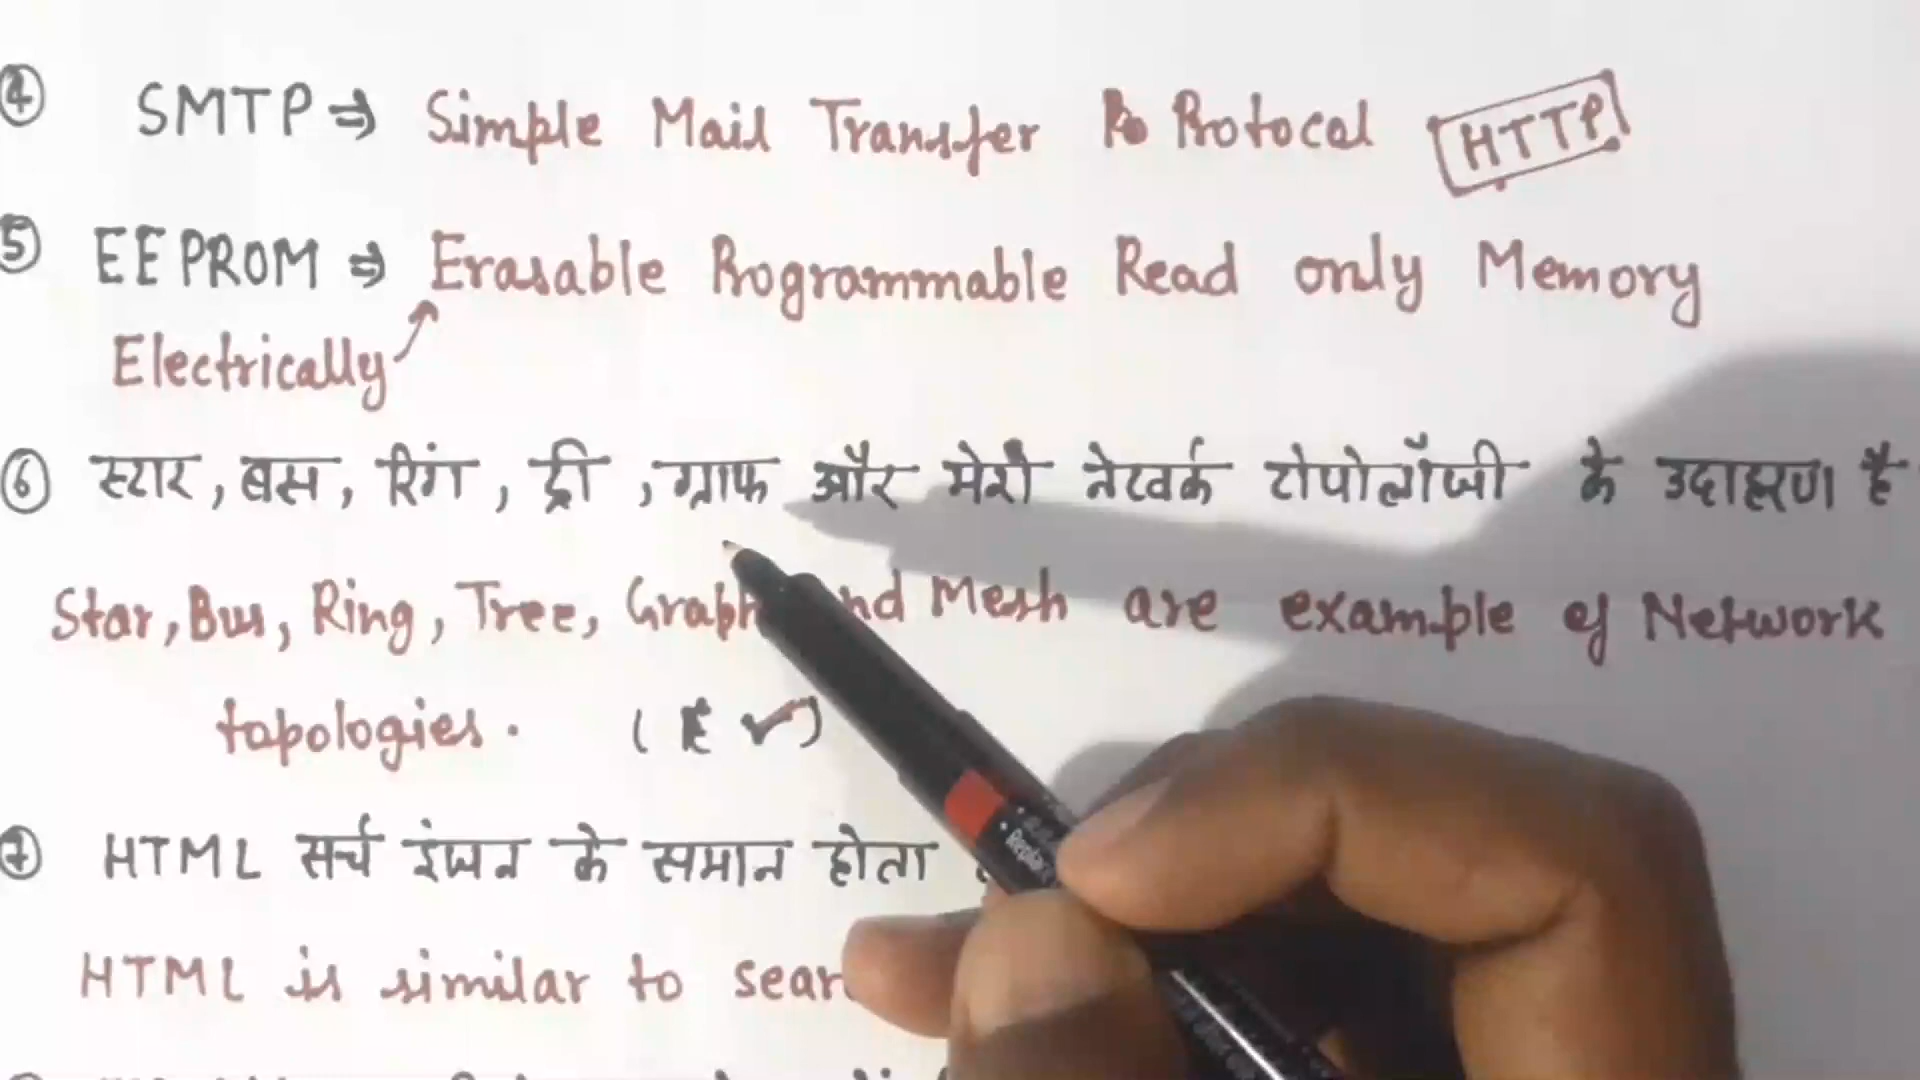 ④ SMTP ⇒ Simple Mail Transfer Protocal HTTP
⑤ EEPROM ⇒ Erasable Programmable Read only Memory
Electrically
⑥ स्टार, बस, रिंग, ट्री, ग्राफ और मेशे नेटवर्क टोपोलॉजी के उदाहरण है
Star, Bus, Ring, Tree, Graph and Mesh are example of Network
topologies. ( ✓)
⑦ HTML सर्च इंजन के समान होता
HTML is similar to sear